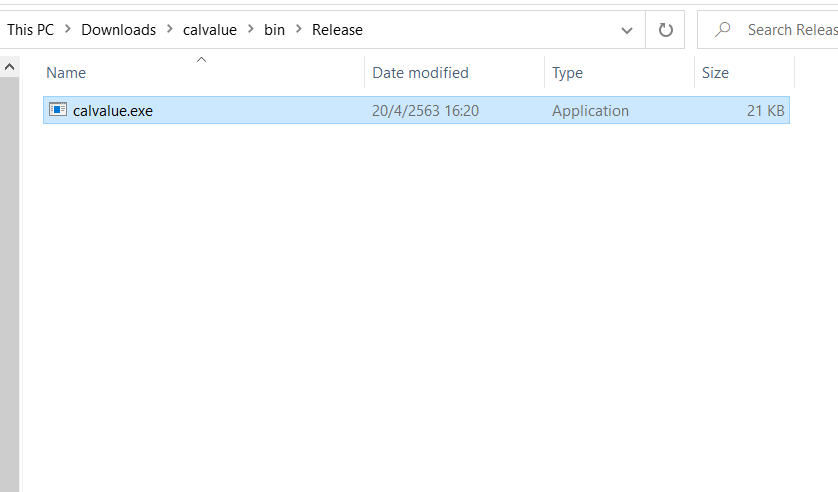 This PC > Downloads > calvalue > bin > Release Search Releas
Name Date modified Type Size
calvalue.exe 20/4/2563 16:20 Application 21 KB